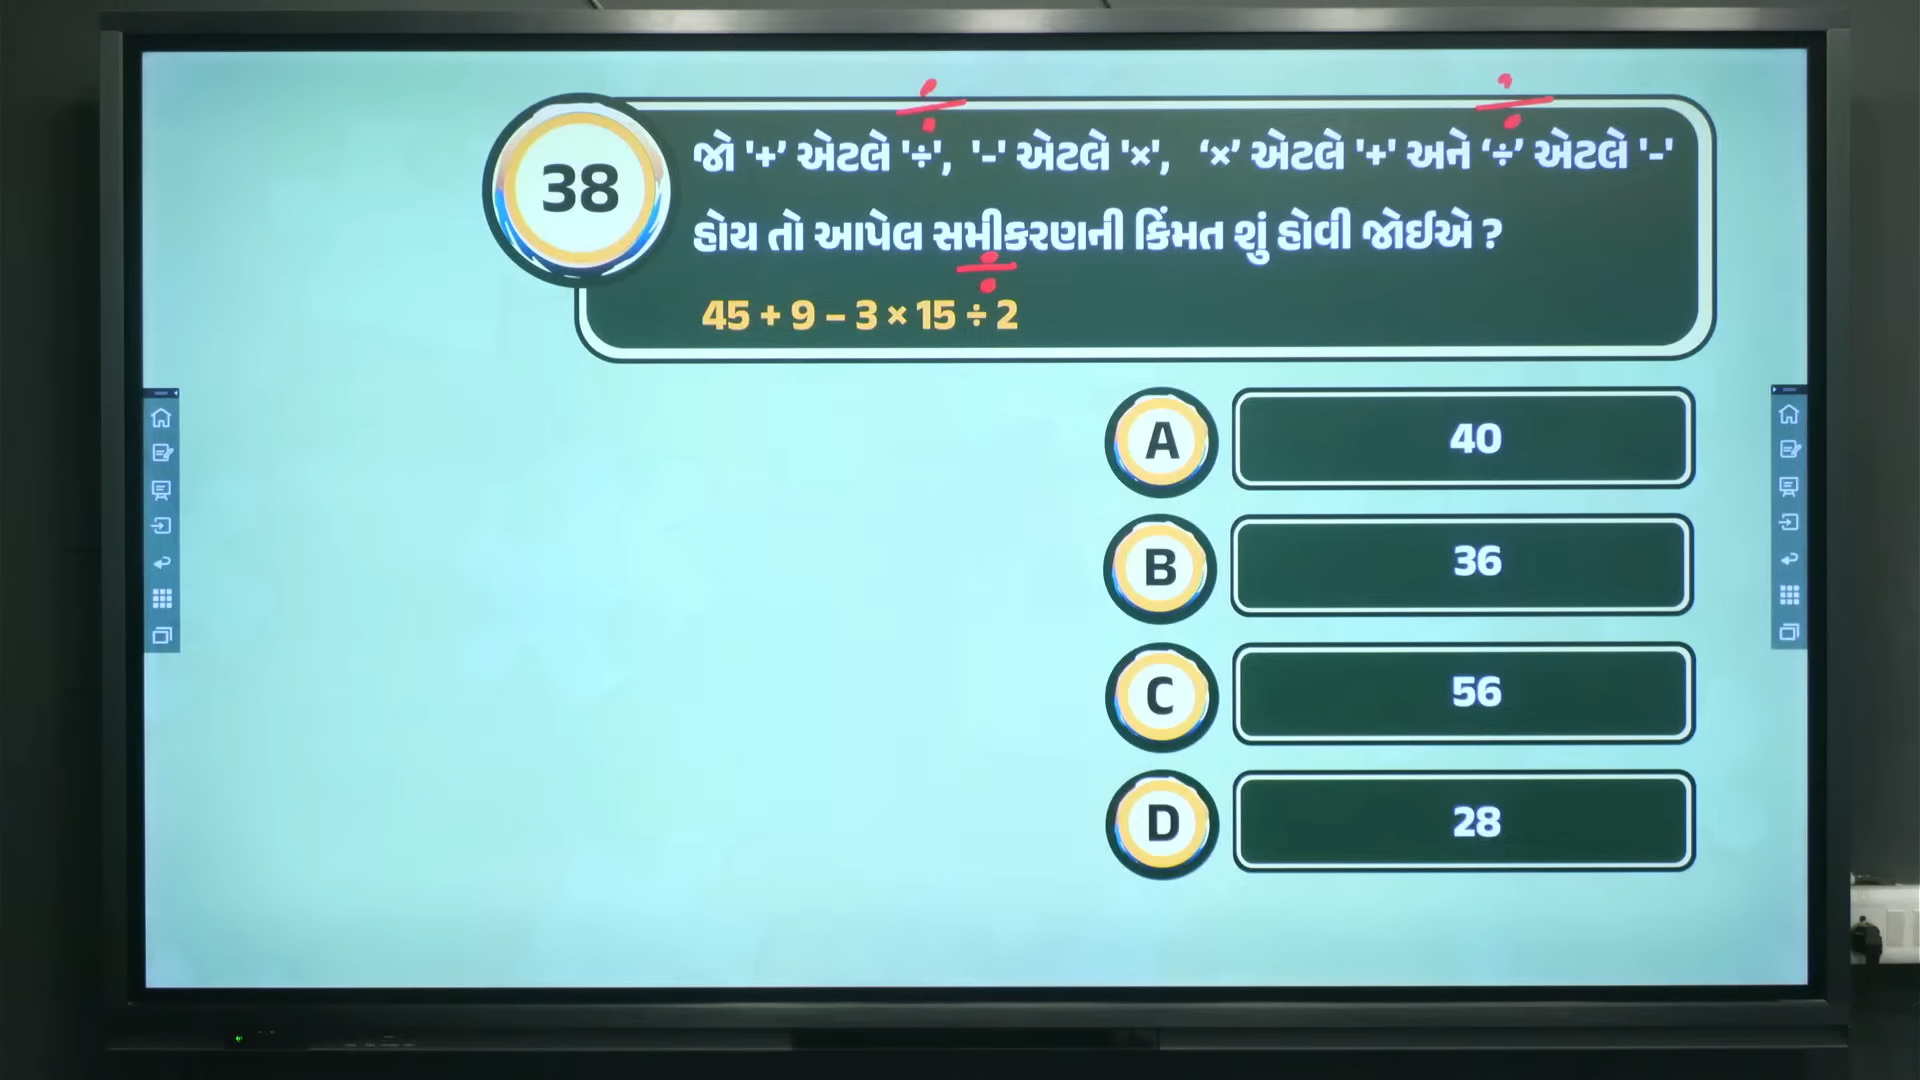 ÷ ÷
38
જો '+’ એટલે '÷', '-' એટલે '×', ‘×’ એટલે '+' અને ‘÷’ એટલે '-'
હોય તો આપેલ સમીકરણની કિંમત શું હોવી જોઈએ ?
÷
45 + 9 – 3 × 15 ÷ 2
A 40
B 36
C 56
D 28